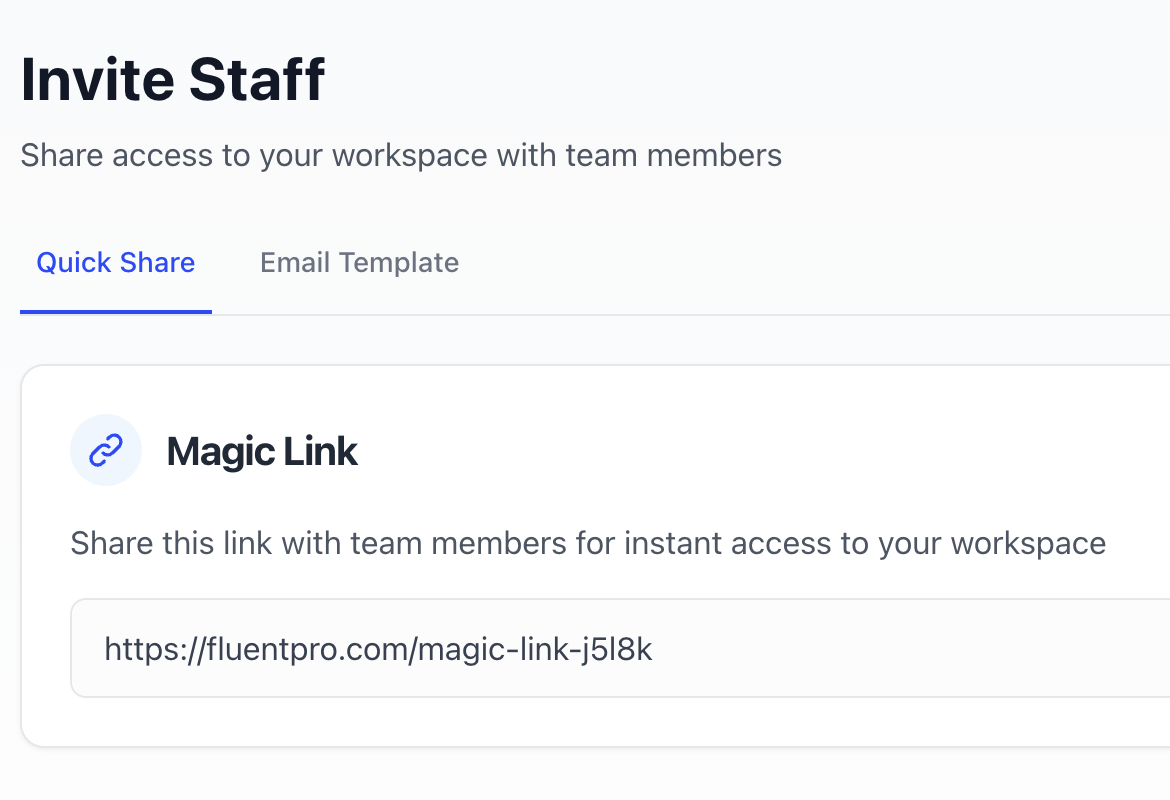 Invite Staff
Share access to your workspace with team members
Quick Share
Email Template
Magic Link
Share this link with team members for instant access to your workspace
https://fluentpro.com/magic-link-j5l8k